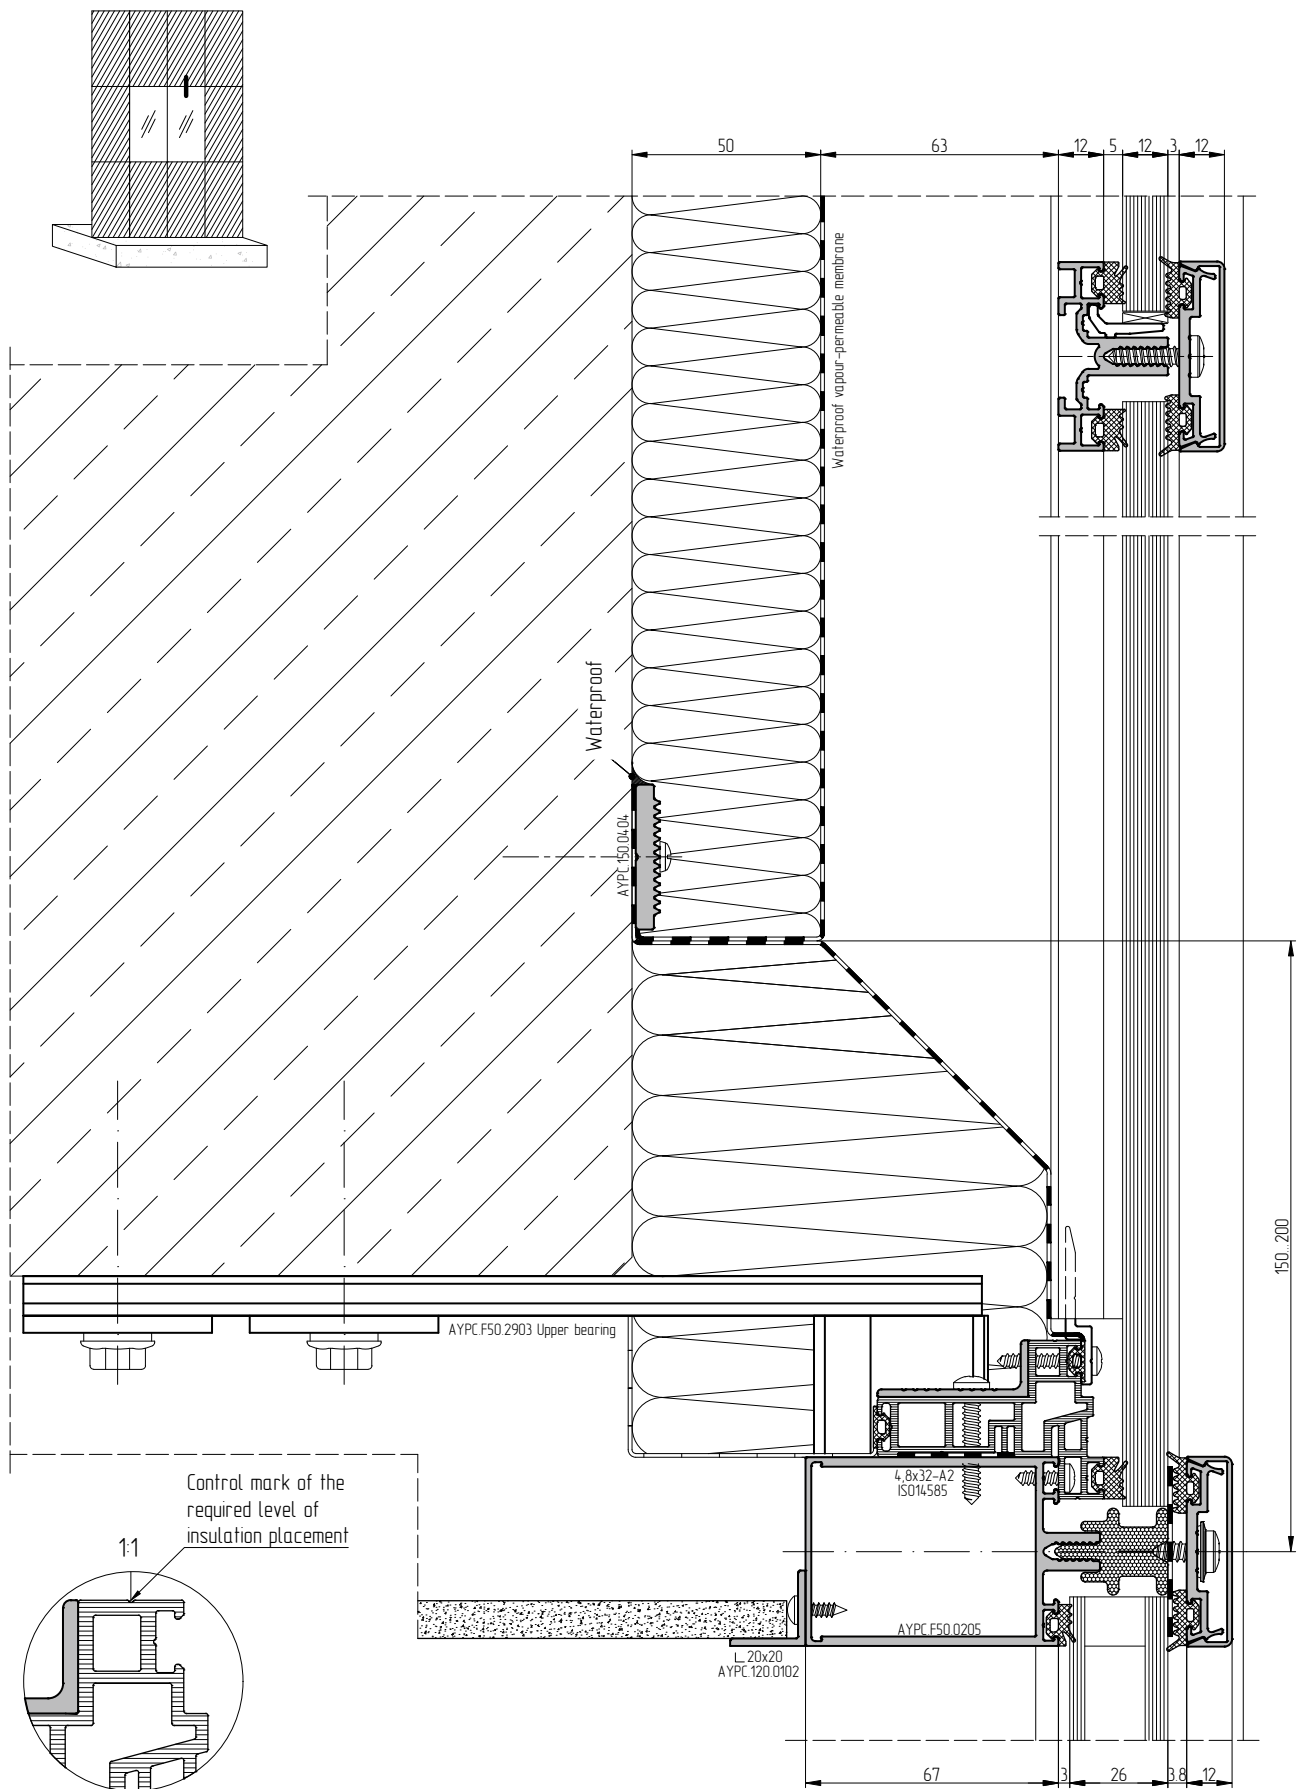 50
63
12
5
12
3
12
Waterproof vapour-permeable membrane
Waterproof
AYPC.150.0404
150...200
AYPC.F50.2903 Upper bearing
4,8x32-A2
ISO14585
Control mark of the
required level of
insulation placement
1:1
AYPC.F50.0205
∟20x20
AYPC.120.0102
67
3
26
3.8
12